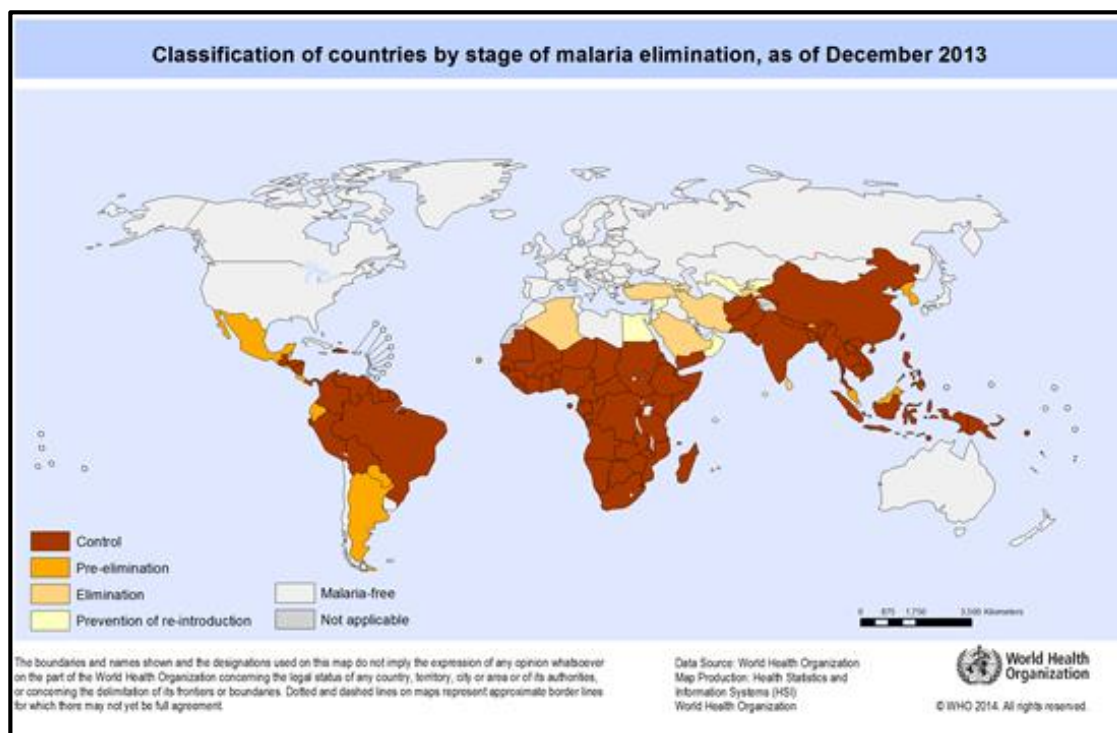 Classification of countries by stage of malaria elimination, as of December 2013
Control
Pre-elimination
Elimination
Prevention of re-introduction
Malaria-free
Not applicable
0 875 1,750 3,500 Kilometers
The boundaries and names shown and the designations used on this map do not imply the expression of any opinion whatsoever
on the part of the World Health Organization concerning the legal status of any country, territory, city or area or of its authorities,
or concerning the delimitation of its frontiers or boundaries. Dotted and dashed lines on maps represent approximate border lines
for which there may not yet be full agreement.
Data Source: World Health Organization
Map Production: Health Statistics and
Information Systems (HSI)
World Health Organization
World Health
Organization
© WHO 2014. All rights reserved.